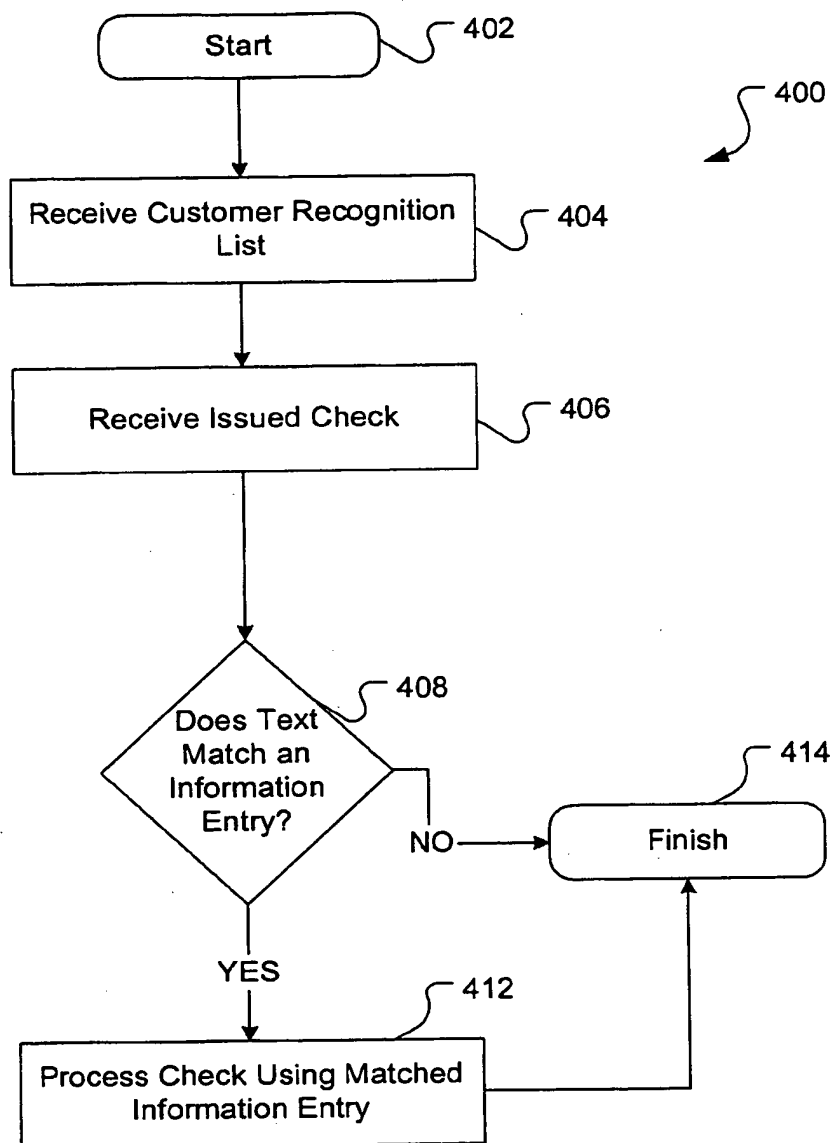 Start
402
400
Receive Customer Recognition
List
404
Receive Issued Check
406
408
Does Text
Match an
Information
Entry?
414
NO
Finish
YES
412
Process Check Using Matched
Information Entry